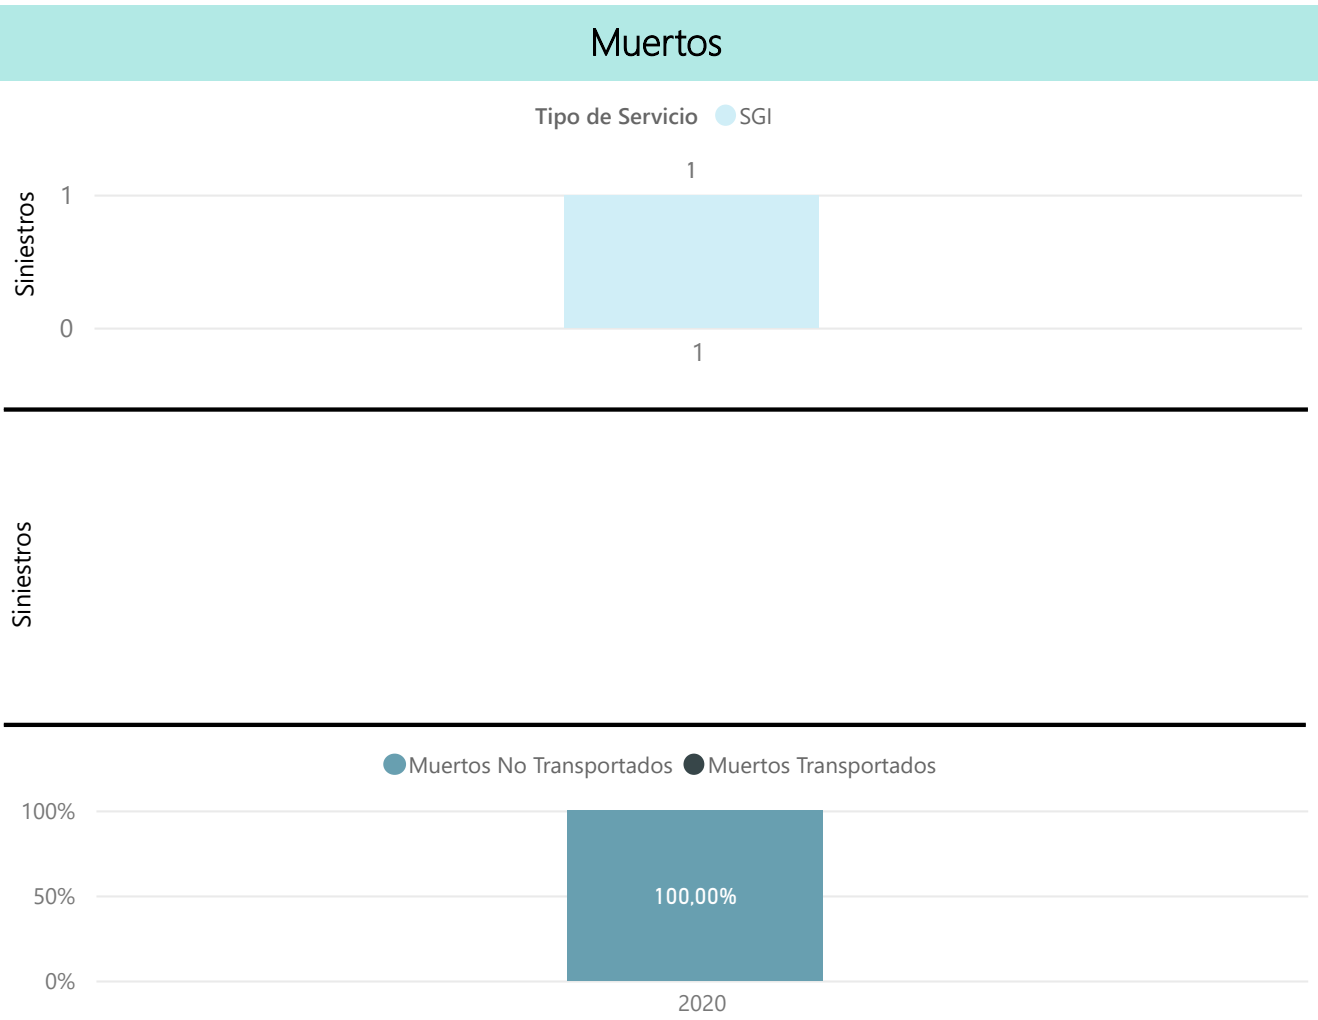 Muertos
Tipo de Servicio SGI
1
Siniestros
1
0
1
Siniestros
Muertos No Transportados Muertos Transportados
100%
50%
100,00%
0%
2020